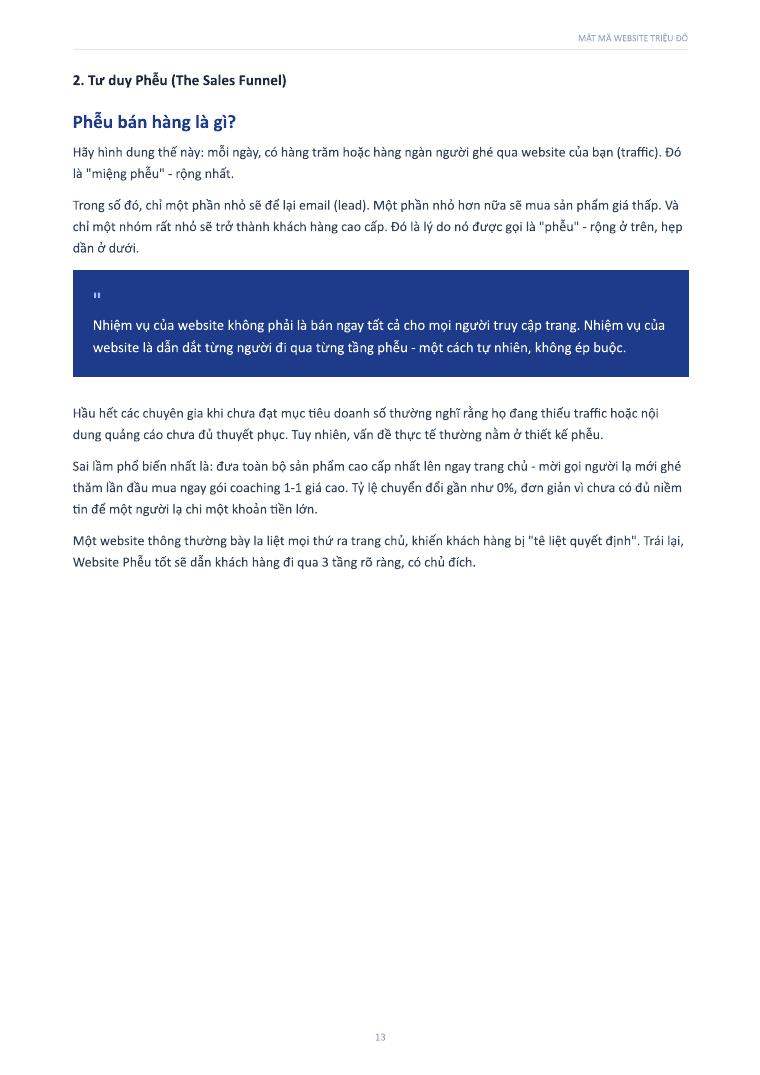 MẬT MÃ WEBSITE TRIỆU ĐÔ
2. Tư duy Phễu (The Sales Funnel)
Phễu bán hàng là gì?
Hãy hình dung thế này: mỗi ngày, có hàng trăm hoặc hàng ngàn người ghé qua website của bạn (traffic). Đó
là "miệng phễu" - rộng nhất.
Trong số đó, chỉ một phần nhỏ sẽ để lại email (lead). Một phần nhỏ hơn nữa sẽ mua sản phẩm giá thấp. Và
chỉ một nhóm rất nhỏ sẽ trở thành khách hàng cao cấp. Đó là lý do nó được gọi là "phễu" - rộng ở trên, hẹp
dần ở dưới.
"
Nhiệm vụ của website không phải là bán ngay tất cả cho mọi người truy cập trang. Nhiệm vụ của
website là dẫn dắt từng người đi qua từng tầng phễu - một cách tự nhiên, không ép buộc.
Hầu hết các chuyên gia khi chưa đạt mục tiêu doanh số thường nghĩ rằng họ đang thiếu traffic hoặc nội
dung quảng cáo chưa đủ thuyết phục. Tuy nhiên, vấn đề thực tế thường nằm ở thiết kế phễu.
Sai lầm phổ biến nhất là: đưa toàn bộ sản phẩm cao cấp nhất lên ngay trang chủ - mời gọi người lạ mới ghé
thăm lần đầu mua ngay gói coaching 1-1 giá cao. Tỷ lệ chuyển đổi gần như 0%, đơn giản vì chưa có đủ niềm
tin để một người lạ chi một khoản tiền lớn.
Một website thông thường bày la liệt mọi thứ ra trang chủ, khiến khách hàng bị "tê liệt quyết định". Trái lại,
Website Phễu tốt sẽ dẫn khách hàng đi qua 3 tầng rõ ràng, có chủ đích.
13